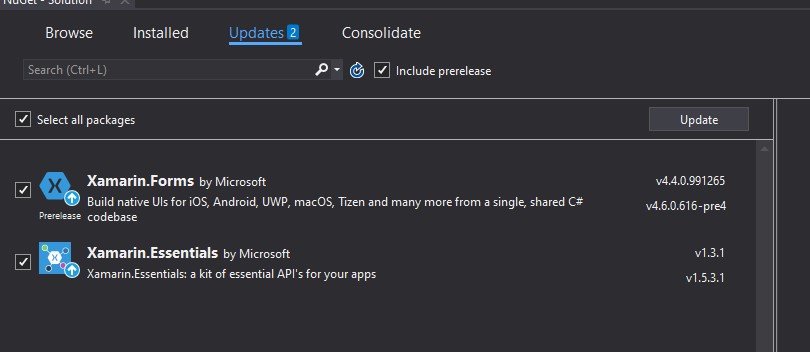 NuGet - Solution
Browse Installed Updates 2 Consolidate
Search (Ctrl+L) Include prerelease
Select all packages Update
Xamarin.Forms by Microsoft v4.4.0.991265
Build native UIs for iOS, Android, UWP, macOS, Tizen and many more from a single, shared C# v4.6.0.616-pre4
Prerelease codebase
Xamarin.Essentials by Microsoft v1.3.1
Xamarin.Essentials: a kit of essential API's for your apps v1.5.3.1